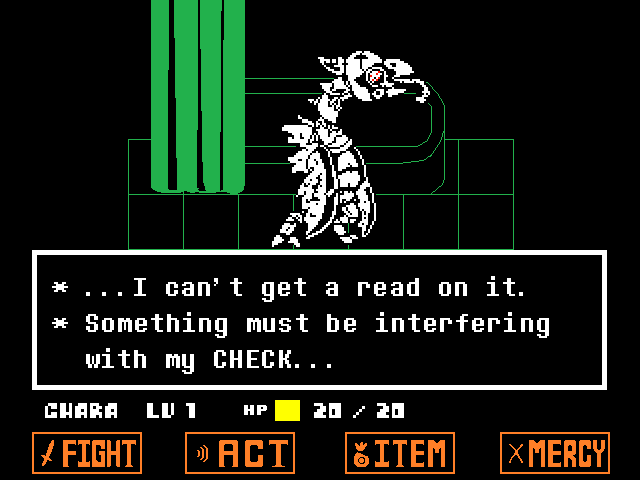 * ...I can't get a read on it.
* Something must be interfering
with my CHECK...
CHARA LV 1 HP 20 / 20
FIGHT ACT ITEM MERCY